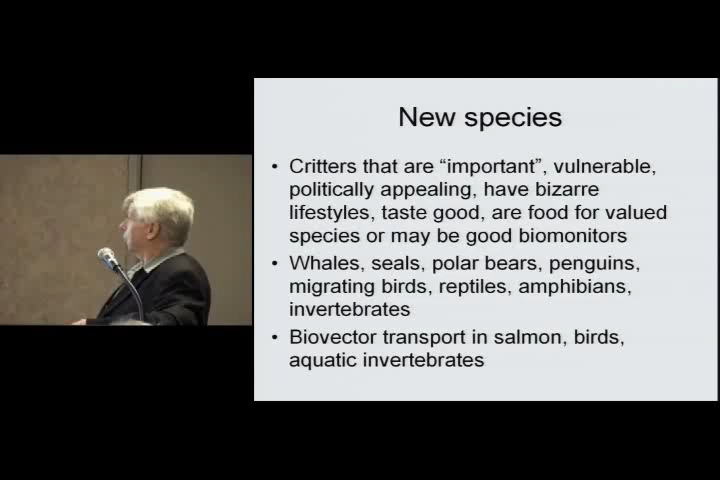 New species
• Critters that are “important”, vulnerable,
politically appealing, have bizarre
lifestyles, taste good, are food for valued
species or may be good biomonitors
• Whales, seals, polar bears, penguins,
migrating birds, reptiles, amphibians,
invertebrates
• Biovector transport in salmon, birds,
aquatic invertebrates